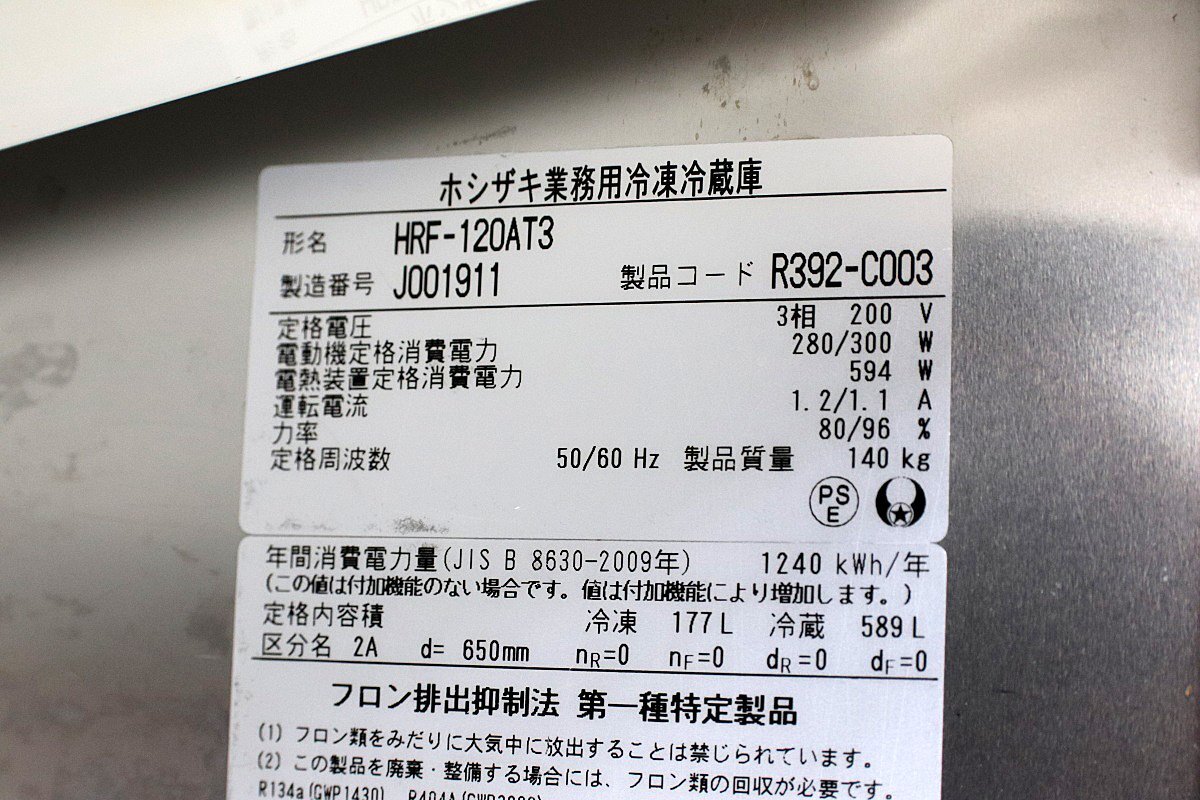 ホシザキ業務用冷凍冷蔵庫
形名 HRF-120AT3
製造番号 J001911 製品コード R392-C003
定格電圧 3相 200 V
電動機定格消費電力 280/300 W
電熱装置定格消費電力 594 W
運転電流 1.2/1.1 A
力率 80/96 %
定格周波数 50/60 Hz 製品質量 140 kg
PS
E
年間消費電力量(JIS B 8630-2009年) 1240 kWh/年
(この値は付加機能のない場合です。値は付加機能により増加します。)
定格内容積 冷凍 177L 冷蔵 589L
区分名 2A d= 650mm nR=0 nF=0 dR=0 dF=0
フロン排出抑制法 第一種特定製品
(1) フロン類をみだりに大気中に放出することは禁じられています。
(2) この製品を廃棄・整備する場合には、フロン類の回収が必要です。
R134a(GWP1430) R404A